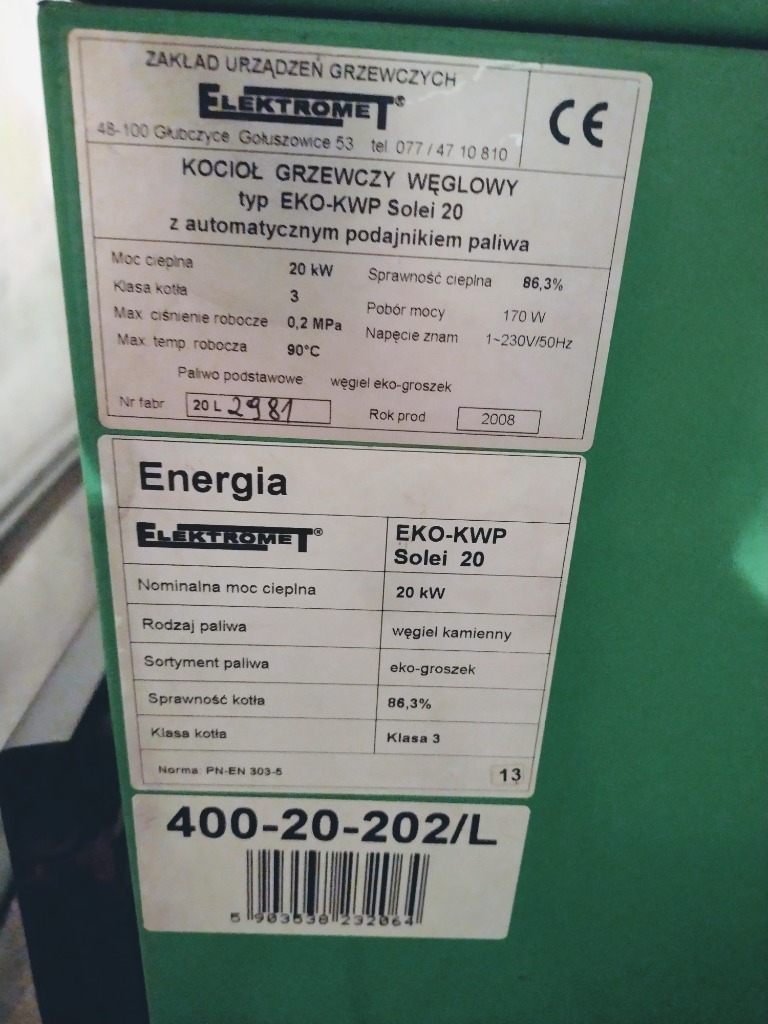 ZAKŁAD URZĄDZEŃ GRZEWCZYCH
ELEKTROMET®
48-100 Głubczyce Gołuszowice 53 tel 077 / 47 10 810
CE
KOCIOŁ GRZEWCZY WĘGLOWY
typ EKO-KWP Solei 20
z automatycznym podajnikiem paliwa
Moc cieplna 20 kW Sprawność cieplna 86,3%
Klasa kotła 3 Pobór mocy 170 W
Max. ciśnienie robocze 0,2 MPa Napięcie znam 1~230V/50Hz
Max. temp. robocza 90°C
Paliwo podstawowe węgiel eko-groszek
Nr fabr 20 L 2981 Rok prod 2008
Energia
ELEKTROMET® EKO-KWP Solei 20
Nominalna moc cieplna 20 kW
Rodzaj paliwa węgiel kamienny
Sortyment paliwa eko-groszek
Sprawność kotła 86,3%
Klasa kotła Klasa 3
Norma: PN-EN 303-5 13
400-20-202/L
5 903538 232064